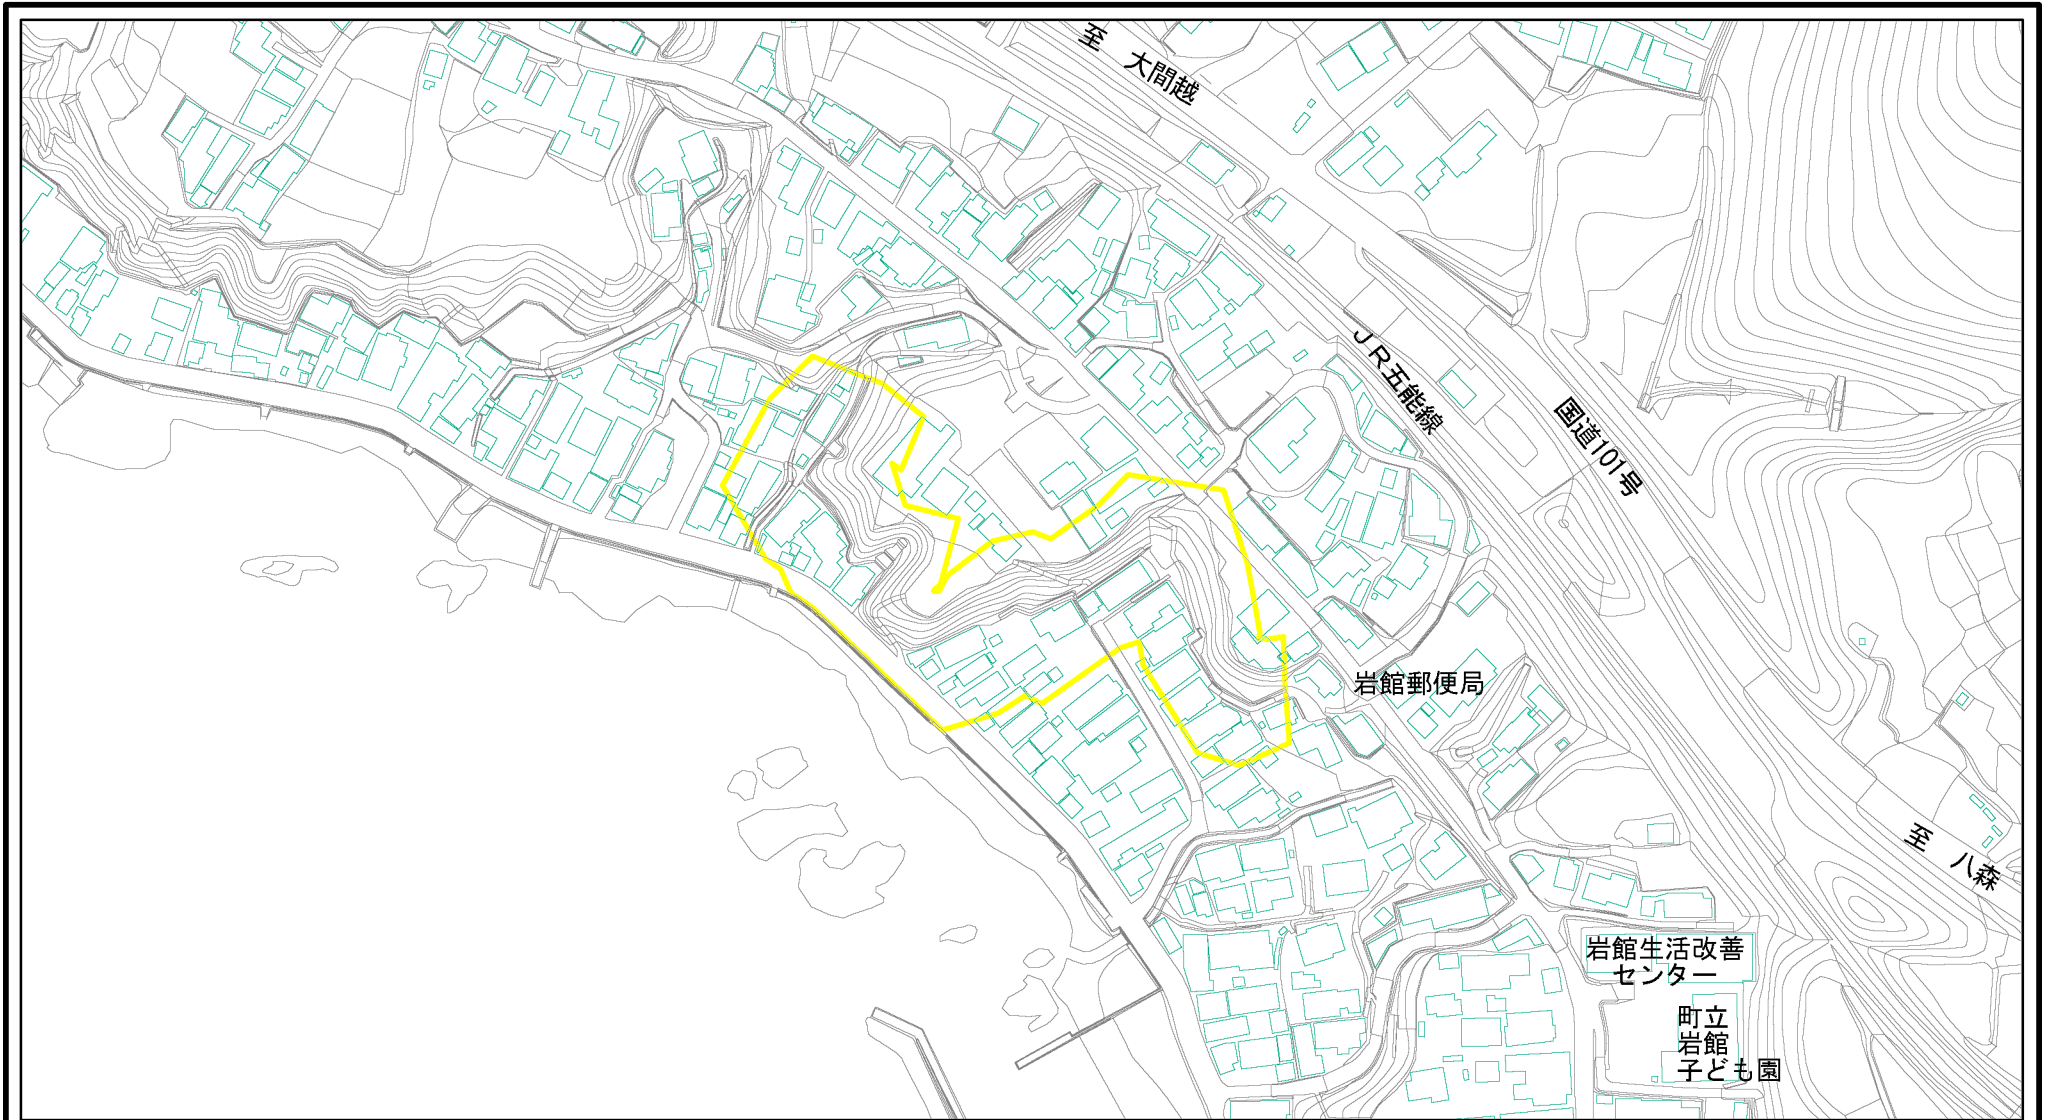 至　大間越
ＪＲ五能線
国道101号
岩館郵便局
至　八森
岩館生活改善
センター
町立
岩館
子ども園